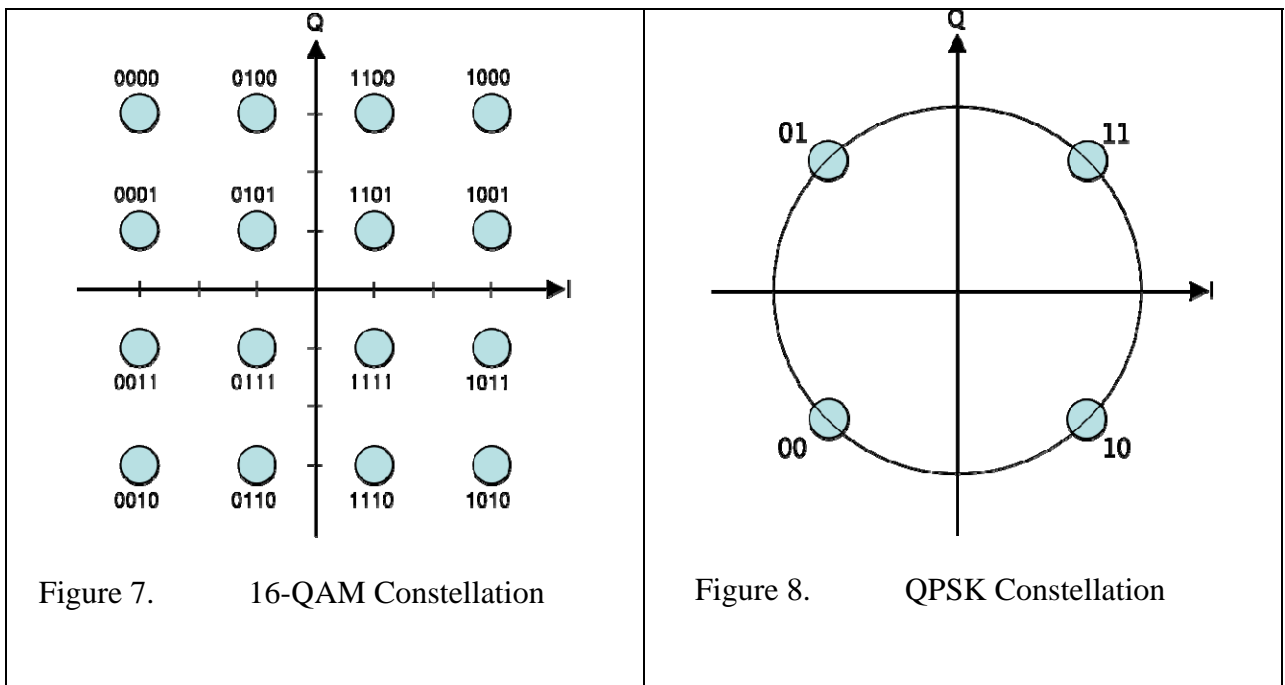 Q
0000 0100 1100 1000
0001 0101 1101 1001
I
0011 0111 1111 1011
0010 0110 1110 1010
Figure 7. 16-QAM Constellation
Q
01 11
I
00 10
Figure 8. QPSK Constellation